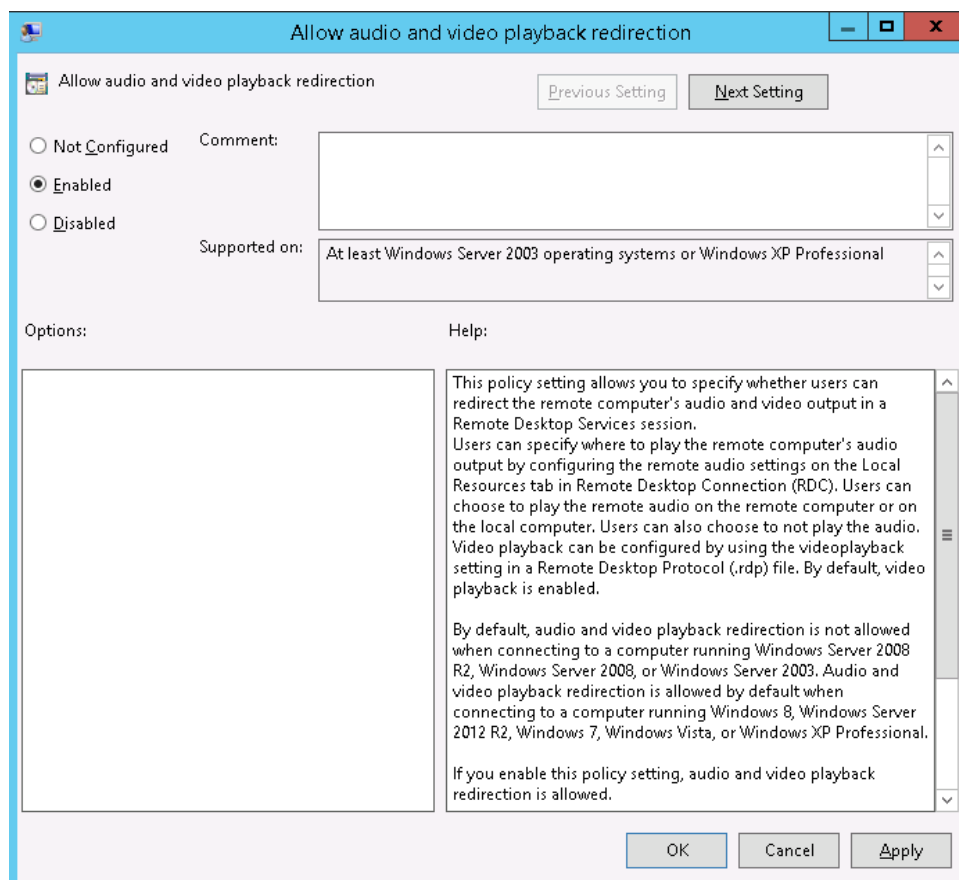 Allow audio and video playback redirection
Allow audio and video playback redirection
Previous Setting
Next Setting
Not Configured
Comment:
Enabled
Disabled
Supported on:
At least Windows Server 2003 operating systems or Windows XP Professional
Options:
Help:
This policy setting allows you to specify whether users can
redirect the remote computer's audio and video output in a
Remote Desktop Services session.
Users can specify where to play the remote computer's audio
output by configuring the remote audio settings on the Local
Resources tab in Remote Desktop Connection (RDC). Users can
choose to play the remote audio on the remote computer or on
the local computer. Users can also choose to not play the audio.
Video playback can be configured by using the videoplayback
setting in a Remote Desktop Protocol (.rdp) file. By default, video
playback is enabled.
By default, audio and video playback redirection is not allowed
when connecting to a computer running Windows Server 2008
R2, Windows Server 2008, or Windows Server 2003. Audio and
video playback redirection is allowed by default when
connecting to a computer running Windows 8, Windows Server
2012 R2, Windows 7, Windows Vista, or Windows XP Professional.
If you enable this policy setting, audio and video playback
redirection is allowed.
OK
Cancel
Apply